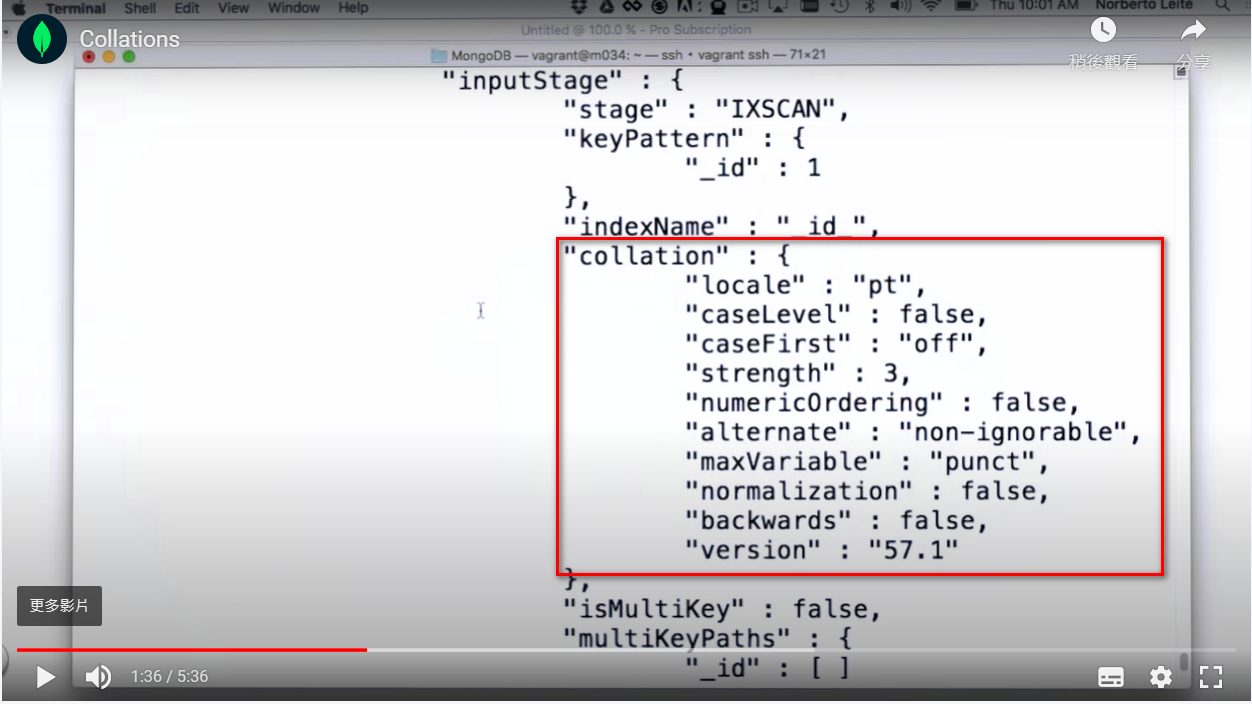 Terminal Shell Edit View Window Help Thu 10:01 AM Norberto Leite
Untitled @ 100.0 % - Pro Subscription
Collations
MongoDB — vagrant@m034: ~ — ssh • vagrant ssh — 71×21
稍後觀看 分享
"inputStage" : {
"stage" : "IXSCAN",
"keyPattern" : {
"_id" : 1
},
"indexName" : "_id_",
"collation" : {
"locale" : "pt",
"caseLevel" : false,
"caseFirst" : "off",
"strength" : 3,
"numericOrdering" : false,
"alternate" : "non-ignorable",
"maxVariable" : "punct",
"normalization" : false,
"backwards" : false,
"version" : "57.1"
},
更多影片
"isMultiKey" : false,
"multiKeyPaths" : {
"_id" : [ ]
1:36 / 5:36